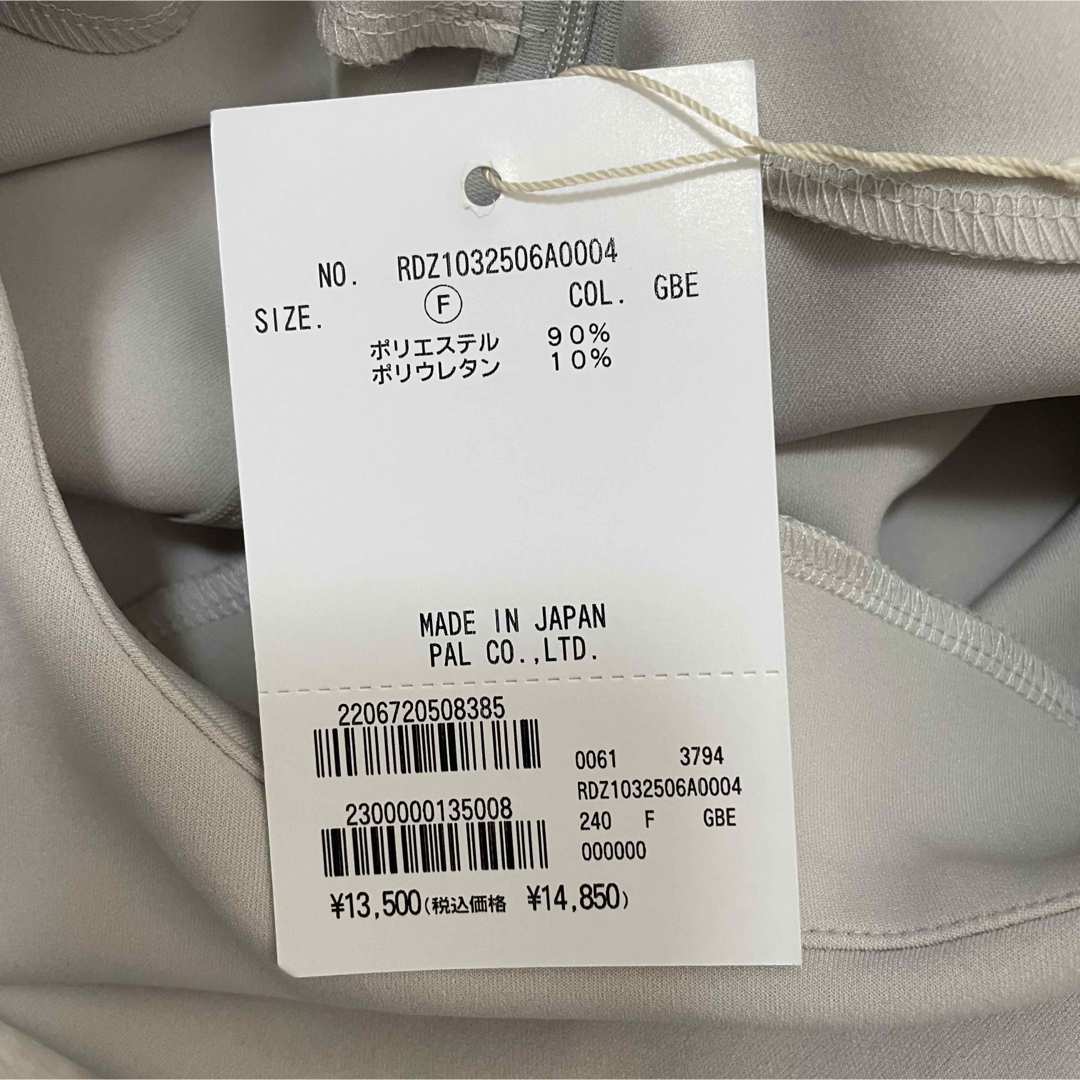 NO. RDZ1032506A0004
SIZE. Ⓕ COL. GBE
ポリエステル 90%
ポリウレタン 10%
MADE IN JAPAN
PAL CO.,LTD.
2206720508385
2300000135008
¥13,500(税込価格 ¥14,850)
0061 3794
RDZ1032506A0004
240 F GBE
000000